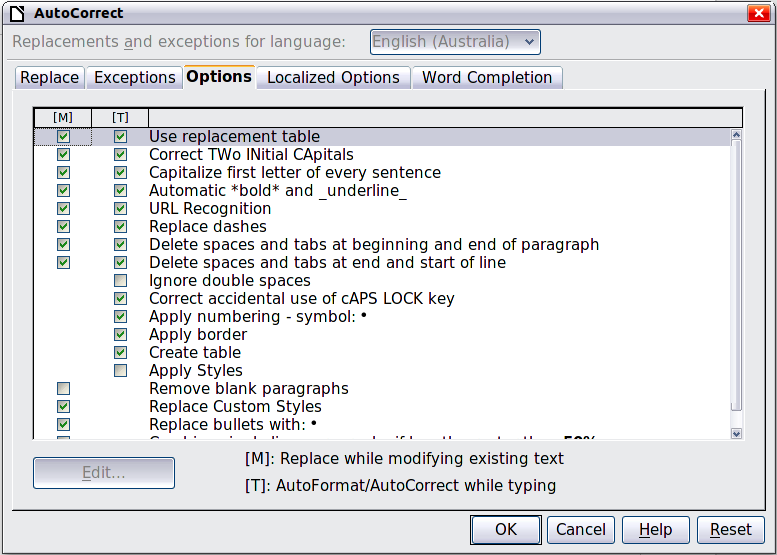 AutoCorrect
Replacements and exceptions for language: English (Australia)
Replace Exceptions Options Localized Options Word Completion
[M] [T]
Use replacement table
Correct TWo INitial CApitals
Capitalize first letter of every sentence
Automatic *bold* and _underline_
URL Recognition
Replace dashes
Delete spaces and tabs at beginning and end of paragraph
Delete spaces and tabs at end and start of line
Ignore double spaces
Correct accidental use of cAPS LOCK key
Apply numbering - symbol: •
Apply border
Create table
Apply Styles
Remove blank paragraphs
Replace Custom Styles
Replace bullets with: •
Edit...
[M]: Replace while modifying existing text
[T]: AutoFormat/AutoCorrect while typing
OK Cancel Help Reset